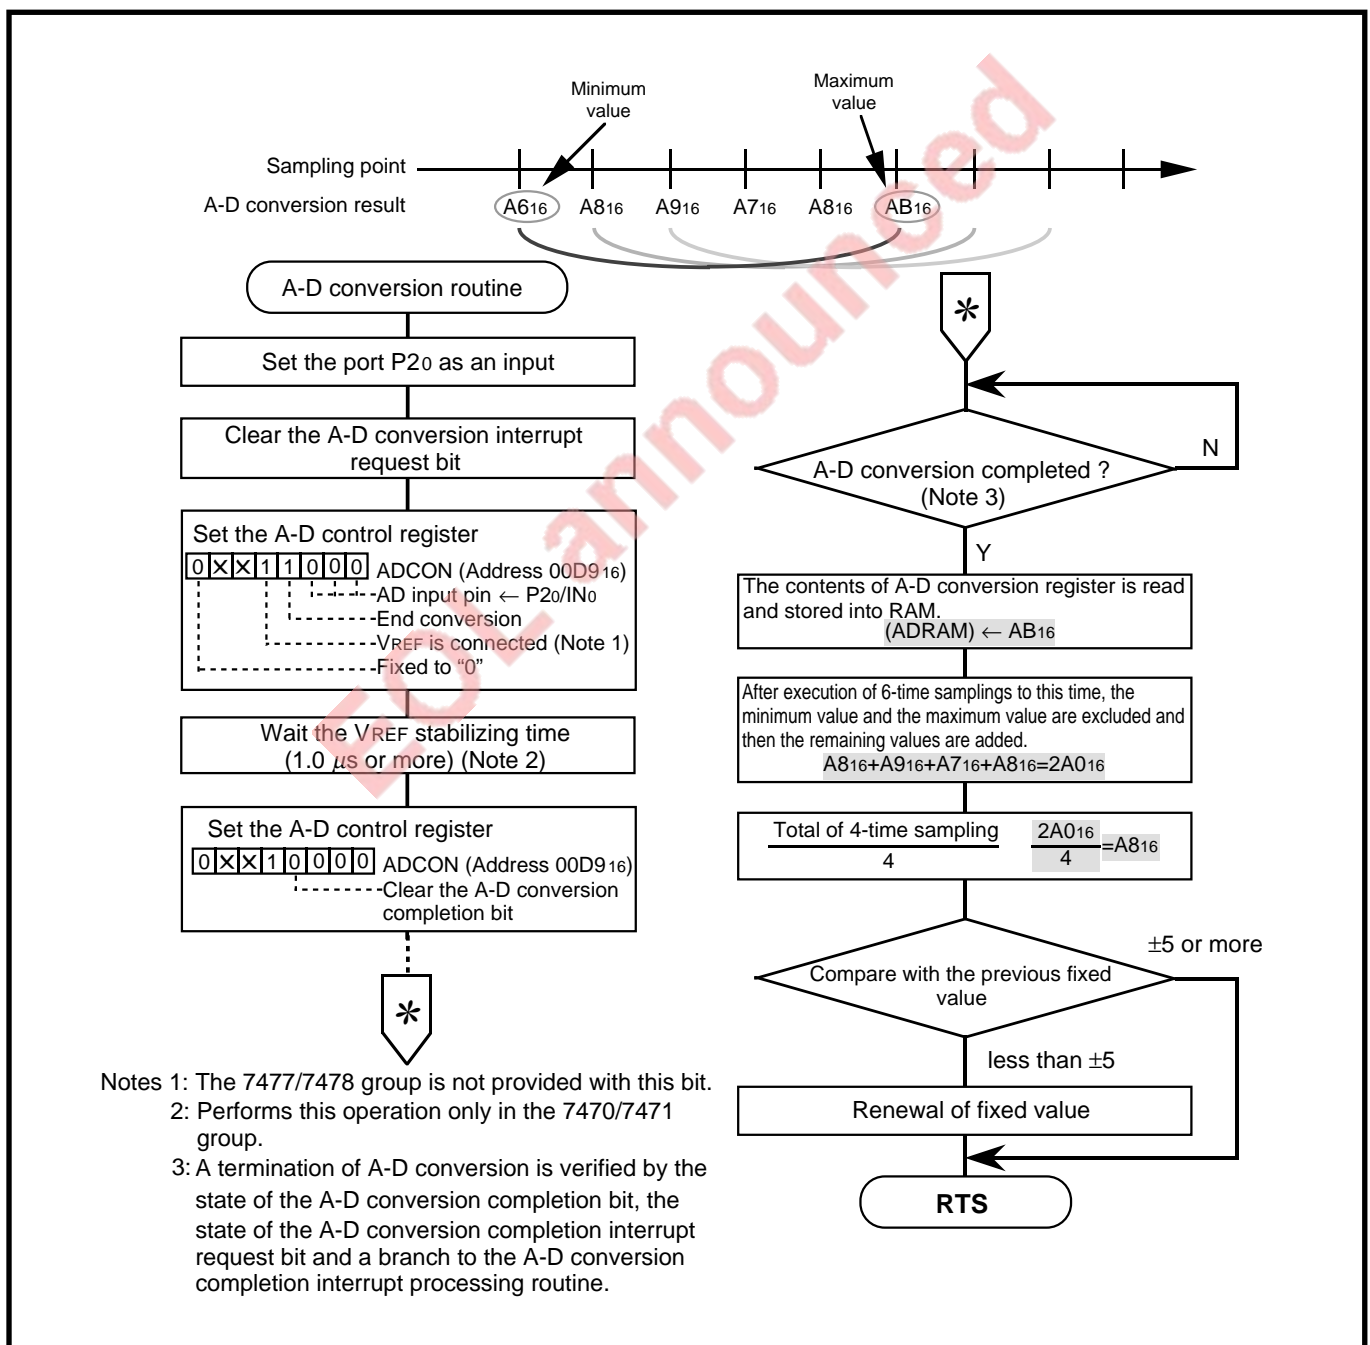 Minimum
value
Maximum
value
Sampling point
A-D conversion result
A616 A816 A916 A716 A816 AB16
A-D conversion routine
Set the port P20 as an input
Clear the A-D conversion interrupt
request bit
Set the A-D control register
0 X X 1 1 0 0 0 ADCON (Address 00D916)
AD input pin ← P20/IN0
End conversion
VREF is connected (Note 1)
Fixed to “0”
Wait the VREF stabilizing time
(1.0 μs or more) (Note 2)
Set the A-D control register
0 X X 1 0 0 0 0 ADCON (Address 00D916)
Clear the A-D conversion
completion bit
*
Notes 1: The 7477/7478 group is not provided with this bit.
2: Performs this operation only in the 7470/7471
group.
3: A termination of A-D conversion is verified by the
state of the A-D conversion completion bit, the
state of the A-D conversion completion interrupt
request bit and a branch to the A-D conversion
completion interrupt processing routine.
*
A-D conversion completed ?
(Note 3)
N
Y
The contents of A-D conversion register is read
and stored into RAM.
(ADRAM) ← AB16
After execution of 6-time samplings to this time, the
minimum value and the maximum value are excluded and
then the remaining values are added.
A816+A916+A716+A816=2A016
Total of 4-time sampling
4
2A016
4
=A816
Compare with the previous fixed
value
±5 or more
less than ±5
Renewal of fixed value
RTS
EOL announced